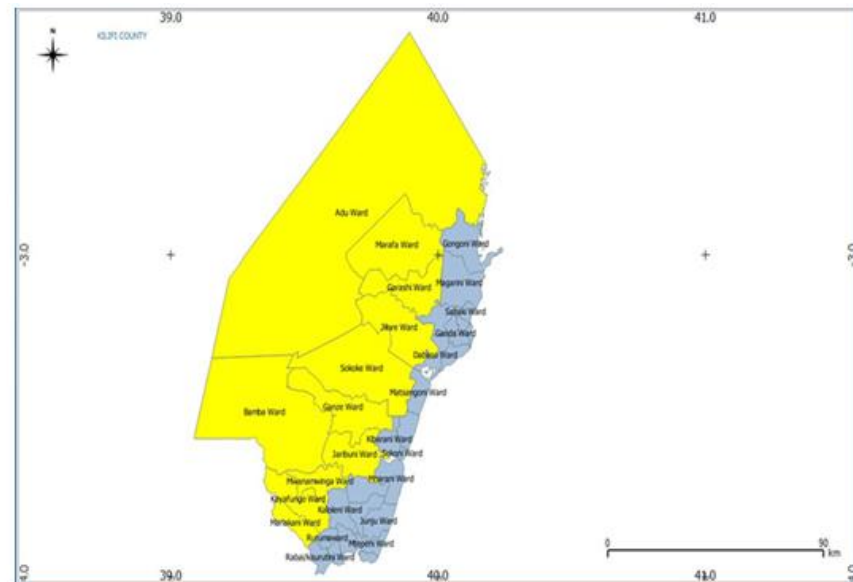 39.0 40.0 41.0
N
KILIFI COUNTY
Adu Ward
Marafa Ward
Gongoni Ward
-3.0 -3.0
Magarini Ward
Garashi Ward
Sabaki Ward
Jilore Ward
Ganda Ward
Dabaso Ward
Sokoke Ward
Matsangoni Ward
Ganze Ward
Bamba Ward
Kibarani Ward
Jaribuni Ward
Sokoni Ward
Mwanamwinga Ward
Mnarani Ward
Kayafungo Ward
Kaloleni Ward
Mariakani Ward
Junju Ward
Ruruma ward
Mtepeni Ward
Rabai/Kisurutini Ward
0 90
km
39.0 40.0 41.0